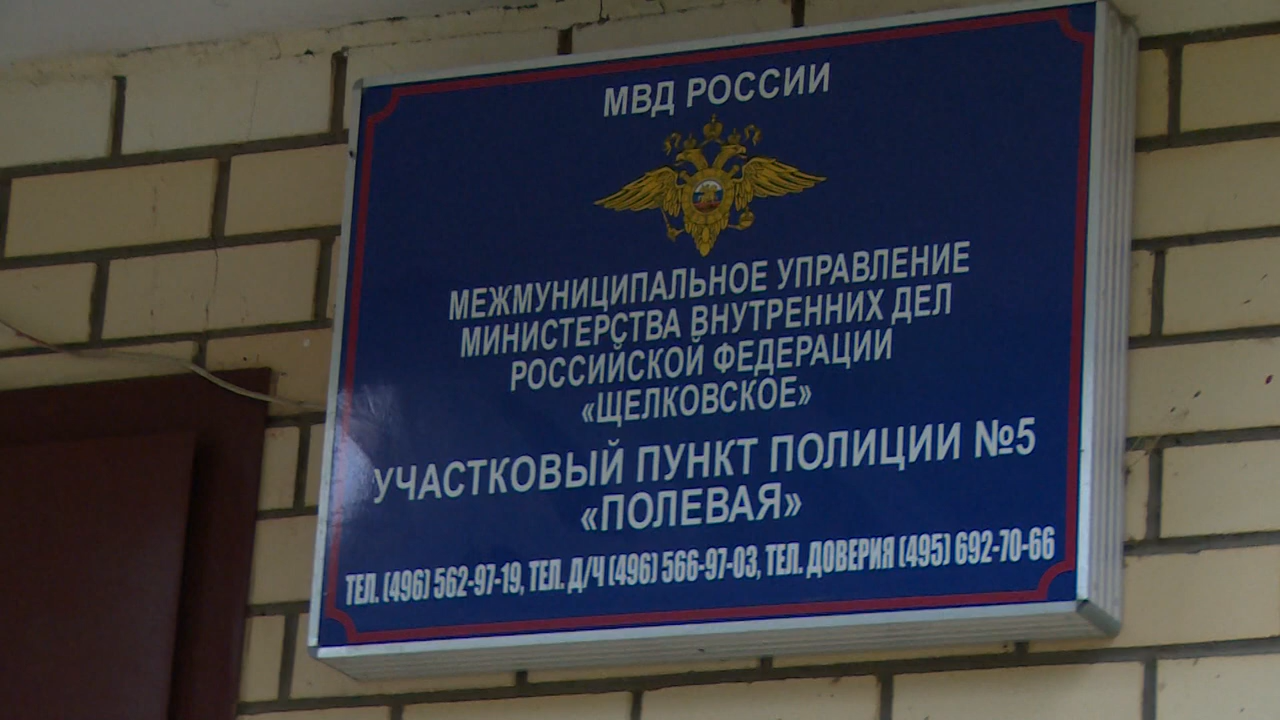 МВД РОССИИ
МЕЖМУНИЦИПАЛЬНОЕ УПРАВЛЕНИЕ
МИНИСТЕРСТВА ВНУТРЕННИХ ДЕЛ
РОССИЙСКОЙ ФЕДЕРАЦИИ
«ЩЕЛКОВСКОЕ»
УЧАСТКОВЫЙ ПУНКТ ПОЛИЦИИ №5
«ПОЛЕВАЯ»
ТЕЛ. (496) 562-97-19, ТЕЛ. Д/Ч (496) 566-97-03, ТЕЛ. ДОВЕРИЯ (495) 692-70-66